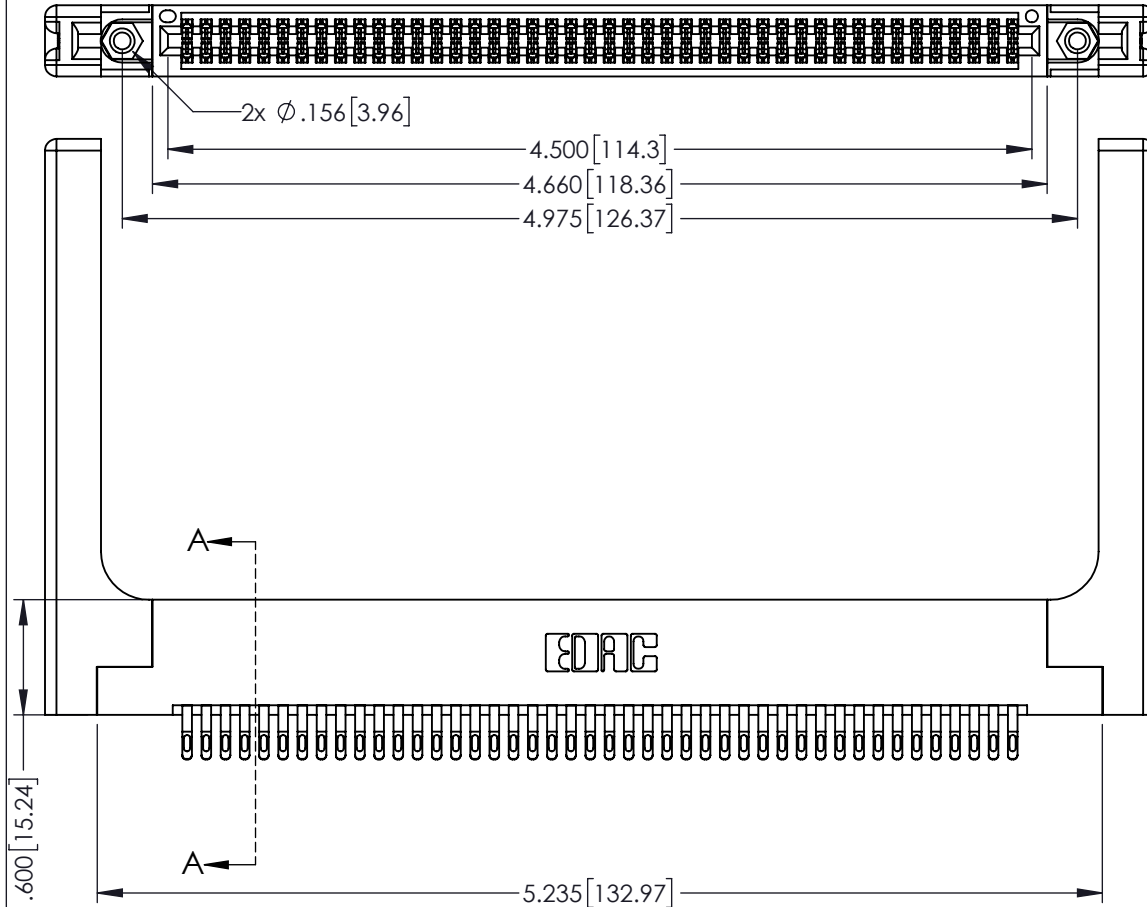 2x Ø .156[3.96]
4.500[114.3]
4.660[118.36]
4.975[126.37]
A
EDAC
A
.600[15.24]
5.235[132.97]